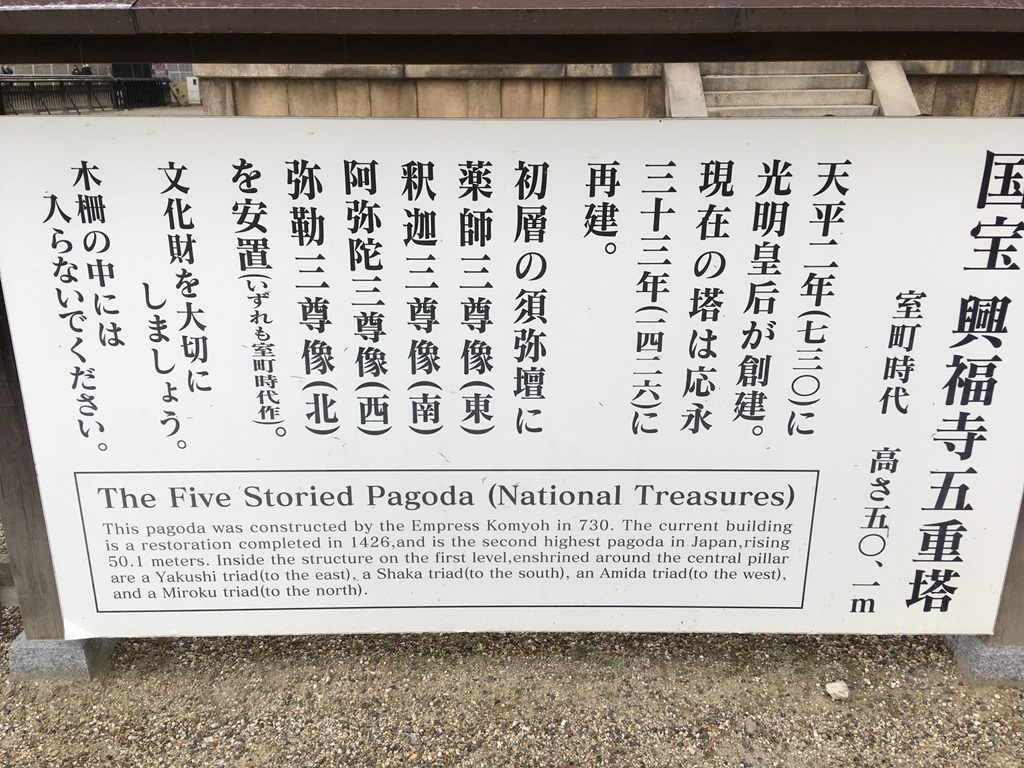 国宝 興福寺五重塔
室町時代 高さ五〇、一m
天平二年(七三〇)に
光明皇后が創建。
現在の塔は応永
三十三年(一四二六)に
再建。
初層の須弥壇に
薬師三尊像(東)
釈迦三尊像(南)
阿弥陀三尊像(西)
弥勒三尊像(北)
を安置(いずれも室町時代作)。
文化財を大切に
しましょう。
木柵の中には
入らないでください。
The Five Storied Pagoda (National Treasures)
This pagoda was constructed by the Empress Komyoh in 730. The current building
is a restoration completed in 1426,and is the second highest pagoda in Japan,rising
50.1 meters. Inside the structure on the first level,enshrined around the central pillar
are a Yakushi triad(to the east), a Shaka triad(to the south), an Amida triad(to the west),
and a Miroku triad(to the north).